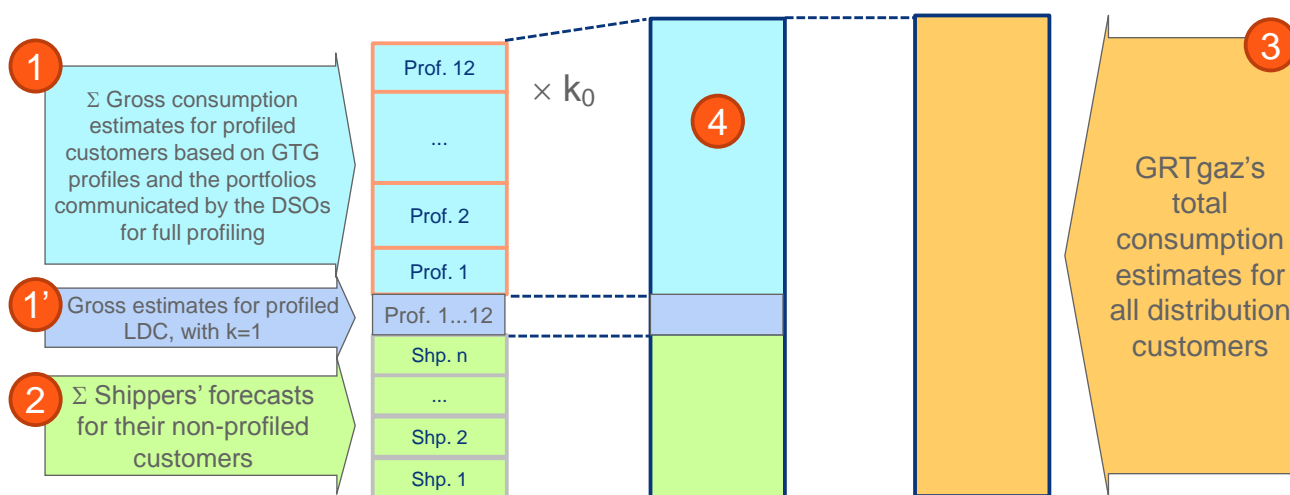 1
Σ Gross consumption
estimates for profiled
customers based on GTG
profiles and the portfolios
communicated by the DSOs
for full profiling
1’
Gross estimates for profiled
LDC, with k=1
2
Σ Shippers’ forecasts
for their non-profiled
customers
Prof. 12
...
Prof. 2
Prof. 1
Prof. 1...12
Shp. n
...
Shp. 2
Shp. 1
× k₀
4
3
GRTgaz’s
total
consumption
estimates for
all distribution
customers